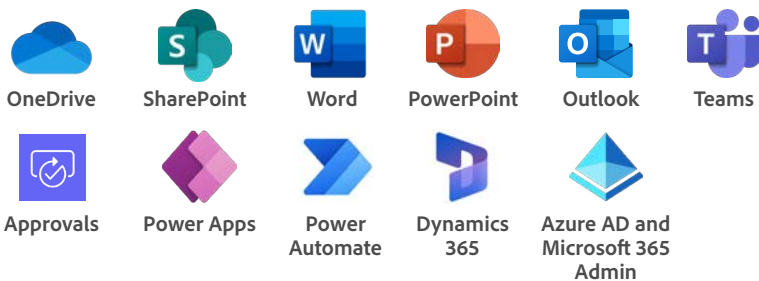 S W P O T
OneDrive SharePoint Word PowerPoint Outlook Teams
Approvals Power Apps Power Dynamics Azure AD and
Automate 365 Microsoft 365
Admin